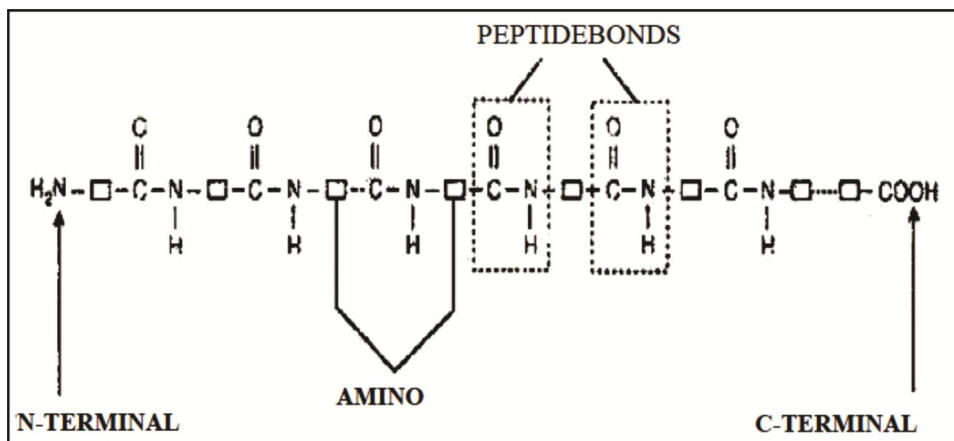 PEPTIDEBONDS
O O O O O O
H₂N-□-C-N-□-C-N-□-C-N-□-C-N-□-C-N-□-C-N-□┈□-COOH
H H H H H H
AMINO
N-TERMINAL C-TERMINAL